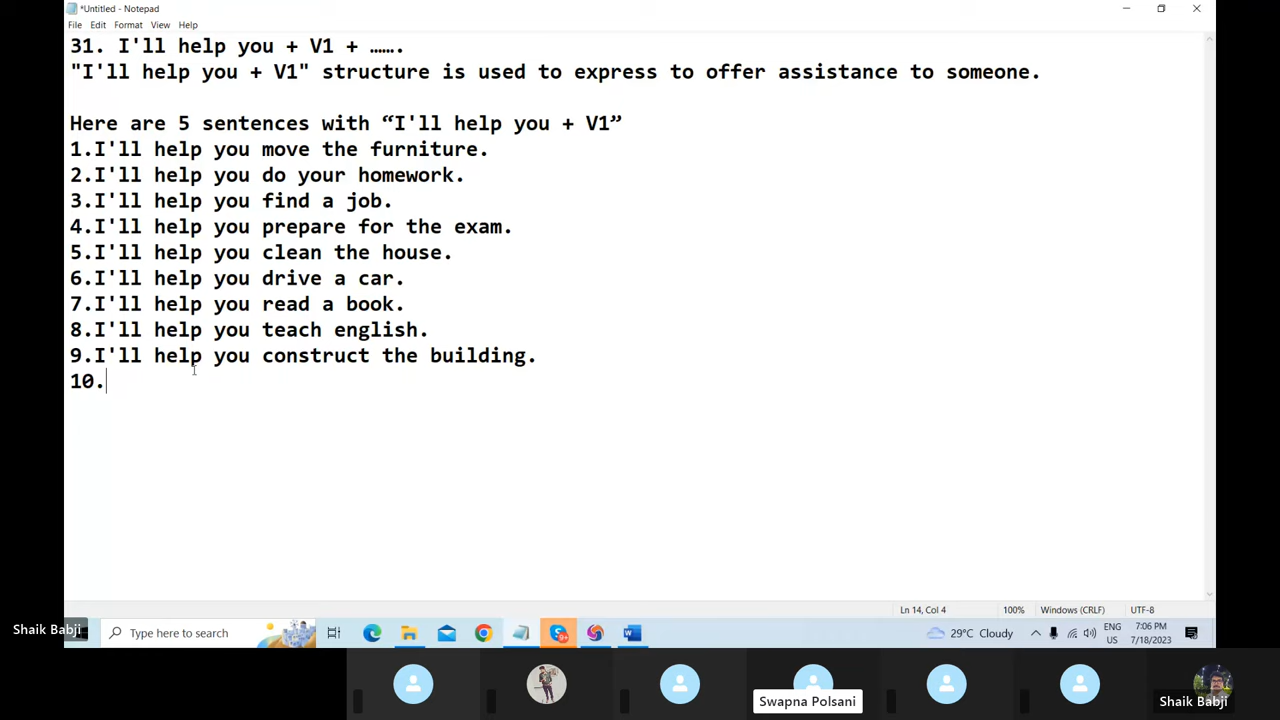 *Untitled - Notepad
File Edit Format View Help
31. I'll help you + V1 + …….
"I'll help you + V1" structure is used to express to offer assistance to someone.
Here are 5 sentences with “I'll help you + V1”
1.I'll help you move the furniture.
2.I'll help you do your homework.
3.I'll help you find a job.
4.I'll help you prepare for the exam.
5.I'll help you clean the house.
6.I'll help you drive a car.
7.I'll help you read a book.
8.I'll help you teach english.
9.I'll help you construct the building.
10.
Ln 14, Col 4 100% Windows (CRLF) UTF-8
Shaik Babji
Type here to search
29°C Cloudy
ENG
US
7:06 PM
7/18/2023
Swapna Polsani
Shaik Babji